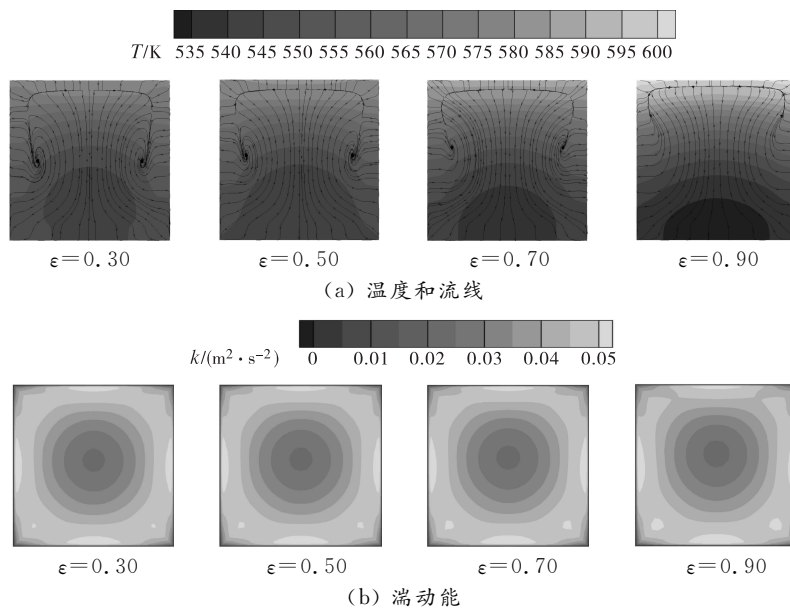 T/K 535 540 545 550 555 560 565 570 575 580 585 590 595 600
ε=0.30 ε=0.50 ε=0.70 ε=0.90
(a) 温度和流线
k/(m²·s⁻²) 0 0.01 0.02 0.03 0.04 0.05
ε=0.30 ε=0.50 ε=0.70 ε=0.90
(b) 湍动能